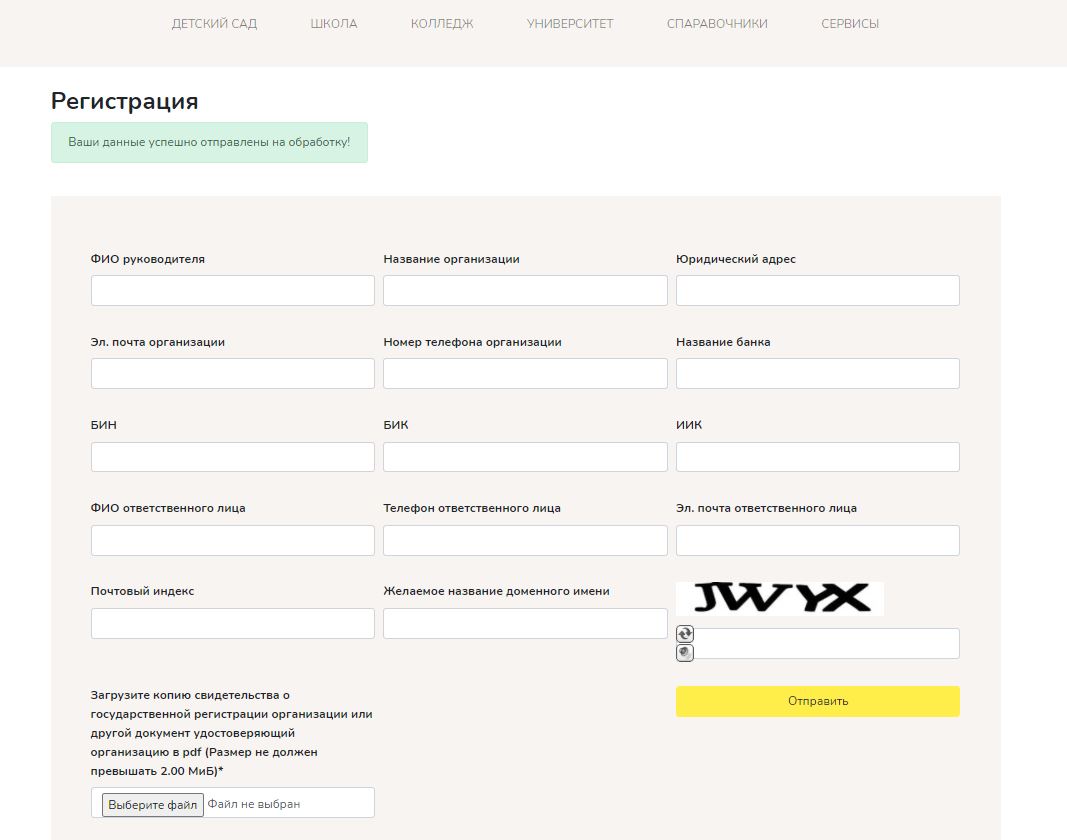 ДЕТСКИЙ САД ШКОЛА КОЛЛЕДЖ УНИВЕРСИТЕТ СПАРАВОЧНИКИ СЕРВИСЫ
Регистрация
Ваши данные успешно отправлены на обработку!
ФИО руководителя Название организации Юридический адрес
Эл. почта организации Номер телефона организации Название банка
БИН БИК ИИК
ФИО ответственного лица Телефон ответственного лица Эл. почта ответственного лица
Почтовый индекс Желаемое название доменного имени JWYX
Загрузите копию свидетельства о
государственной регистрации организации или
другой документ удостоверяющий
организацию в pdf (Размер не должен
превышать 2.00 МиБ)*
Отправить
Выберите файл Файл не выбран